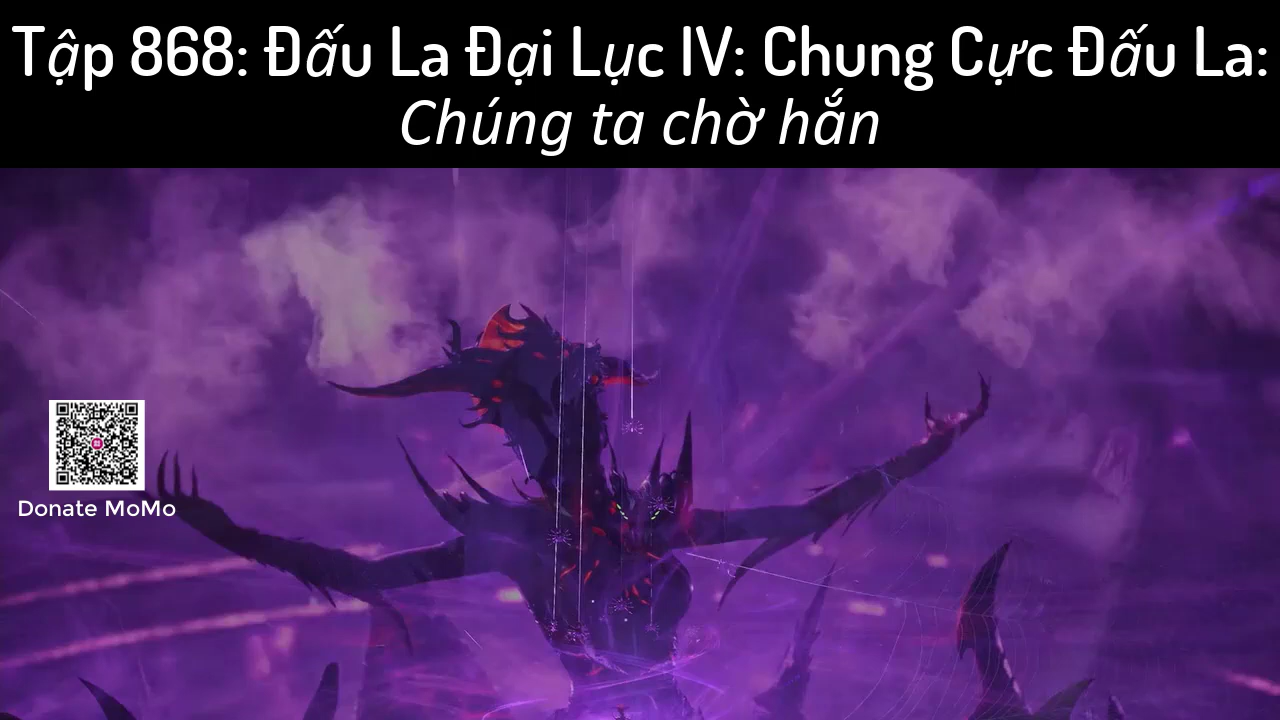 Tập 868: Đấu La Đại Lục IV: Chung Cực Đấu La:
Chúng ta chờ hắn
Donate MoMo